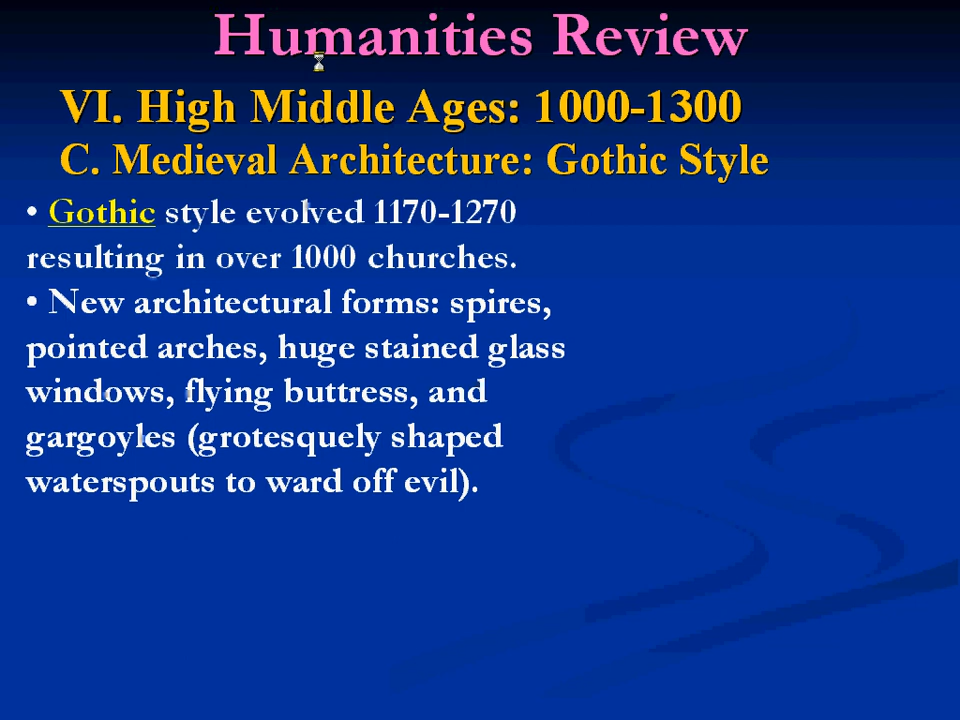 Humanities Review
VI. High Middle Ages: 1000-1300
C. Medieval Architecture: Gothic Style
• Gothic style evolved 1170-1270
resulting in over 1000 churches.
• New architectural forms: spires,
pointed arches, huge stained glass
windows, flying buttress, and
gargoyles (grotesquely shaped
waterspouts to ward off evil).